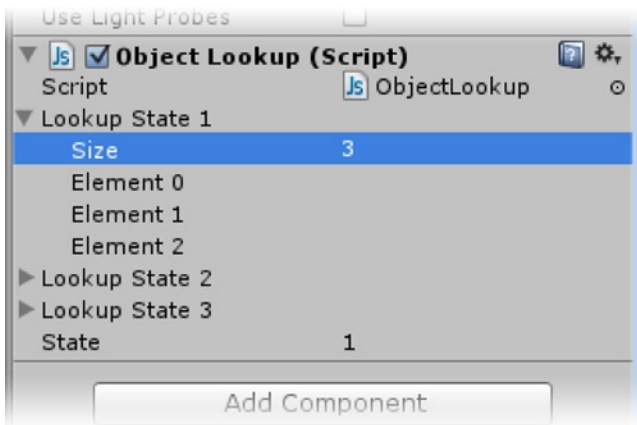 Use Light Probes
Js Object Lookup (Script)
Script Js ObjectLookup
Lookup State 1
Size 3
Element 0
Element 1
Element 2
Lookup State 2
Lookup State 3
State 1
Add Component